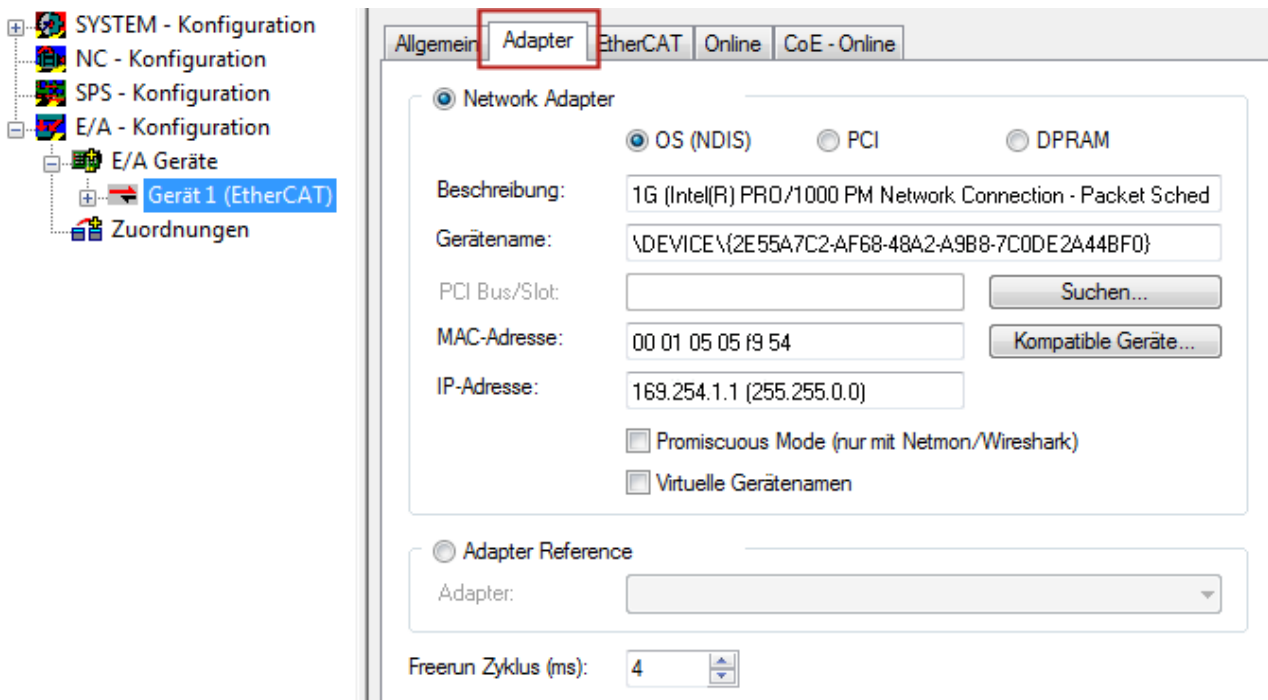 SYSTEM - Konfiguration
NC - Konfiguration
SPS - Konfiguration
E/A - Konfiguration
E/A Geräte
Gerät 1 (EtherCAT)
Zuordnungen
Allgemein Adapter EtherCAT Online CoE - Online
Network Adapter
OS (NDIS) PCI DPRAM
Beschreibung: 1G (Intel(R) PRO/1000 PM Network Connection - Packet Sched
Gerätename: \DEVICE\{2E55A7C2-AF68-48A2-A9B8-7C0DE2A44BF0}
PCI Bus/Slot: Suchen...
MAC-Adresse: 00 01 05 05 f9 54 Kompatible Geräte...
IP-Adresse: 169.254.1.1 (255.255.0.0)
Promiscuous Mode (nur mit Netmon/Wireshark)
Virtuelle Gerätenamen
Adapter Reference
Adapter:
Freerun Zyklus (ms): 4